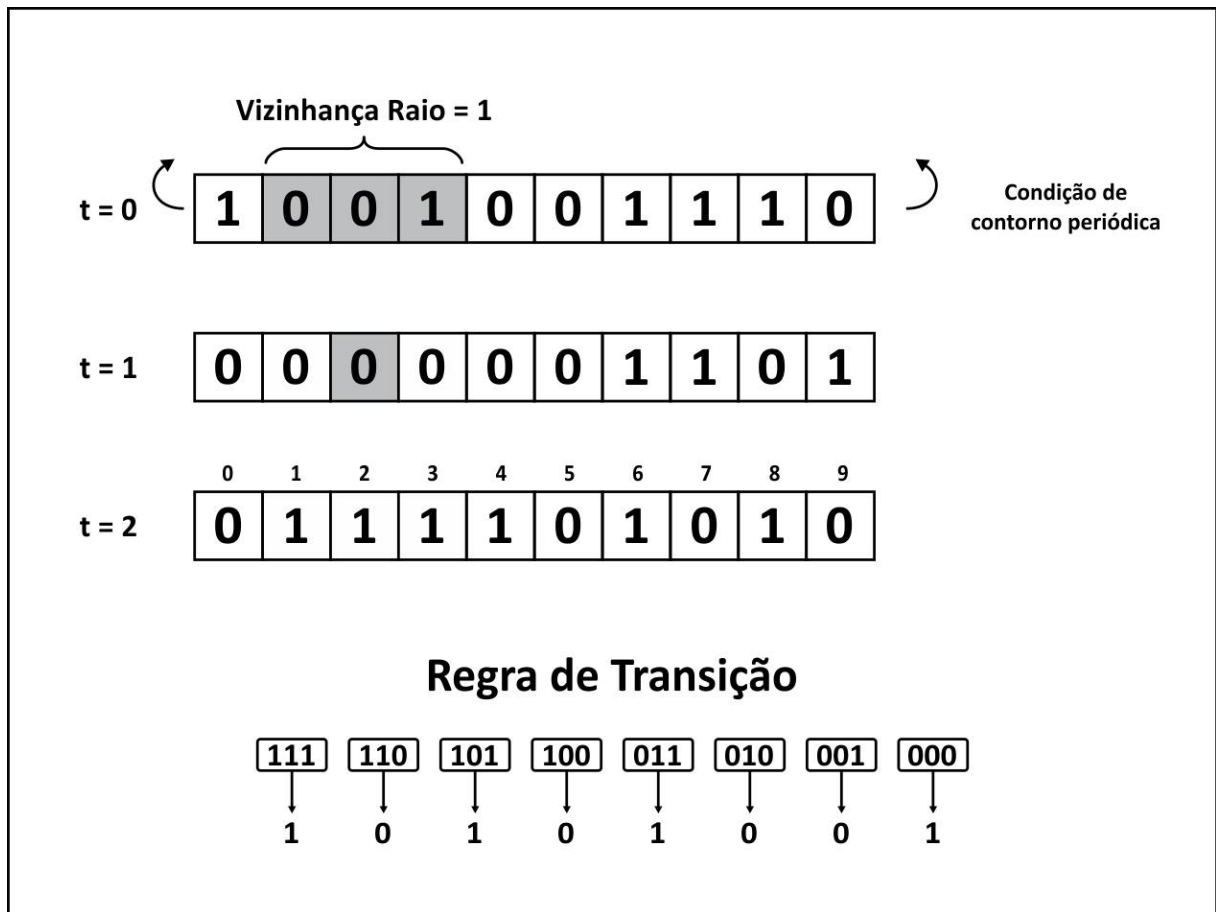 Vizinhança Raio = 1
t = 0 1 0 0 1 0 0 1 1 1 0
Condição de
contorno periódica
t = 1 0 0 0 0 0 0 1 1 0 1
0 1 2 3 4 5 6 7 8 9
t = 2 0 1 1 1 1 0 1 0 1 0
Regra de Transição
111 110 101 100 011 010 001 000
1 0 1 0 1 0 0 1